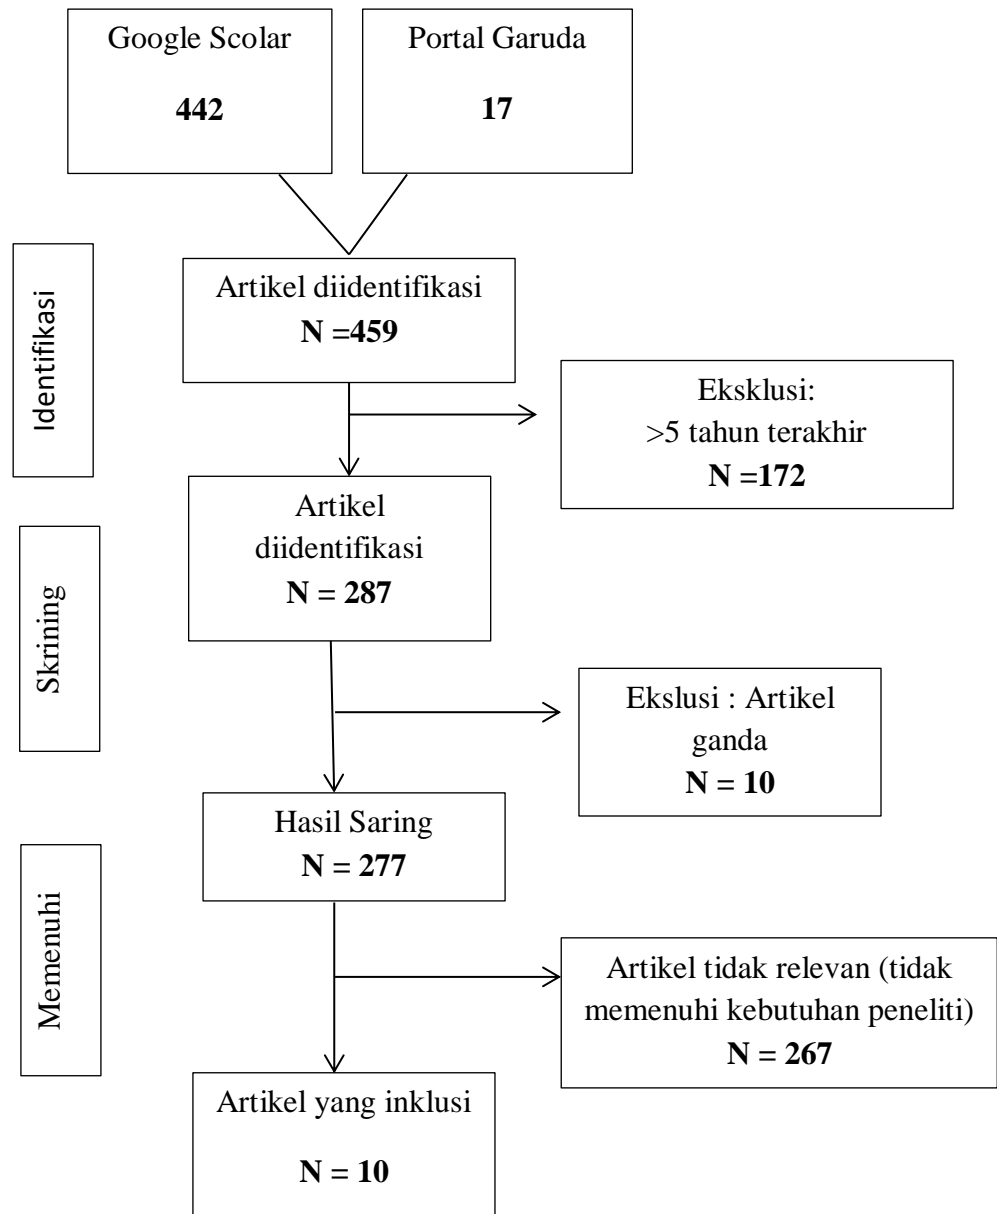 Google Scolar
442
Portal Garuda
17
Identifikasi
Artikel diidentifikasi
N =459
Eksklusi:
>5 tahun terakhir
N =172
Skrining
Artikel
diidentifikasi
N = 287
Ekslusi : Artikel
ganda
N = 10
Hasil Saring
N = 277
Memenuhi
Artikel tidak relevan (tidak
memenuhi kebutuhan peneliti)
N = 267
Artikel yang inklusi
N = 10